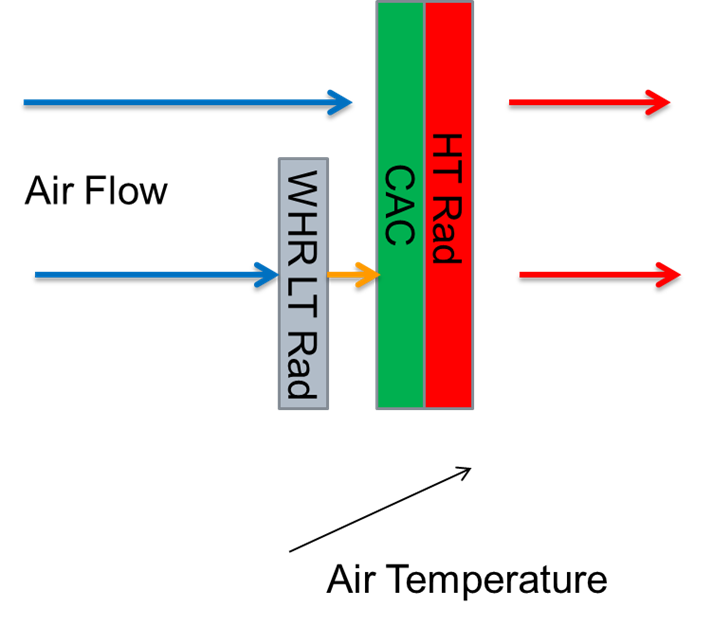 Air Flow
WHR LT Rad
CAC
HT Rad
Air Temperature